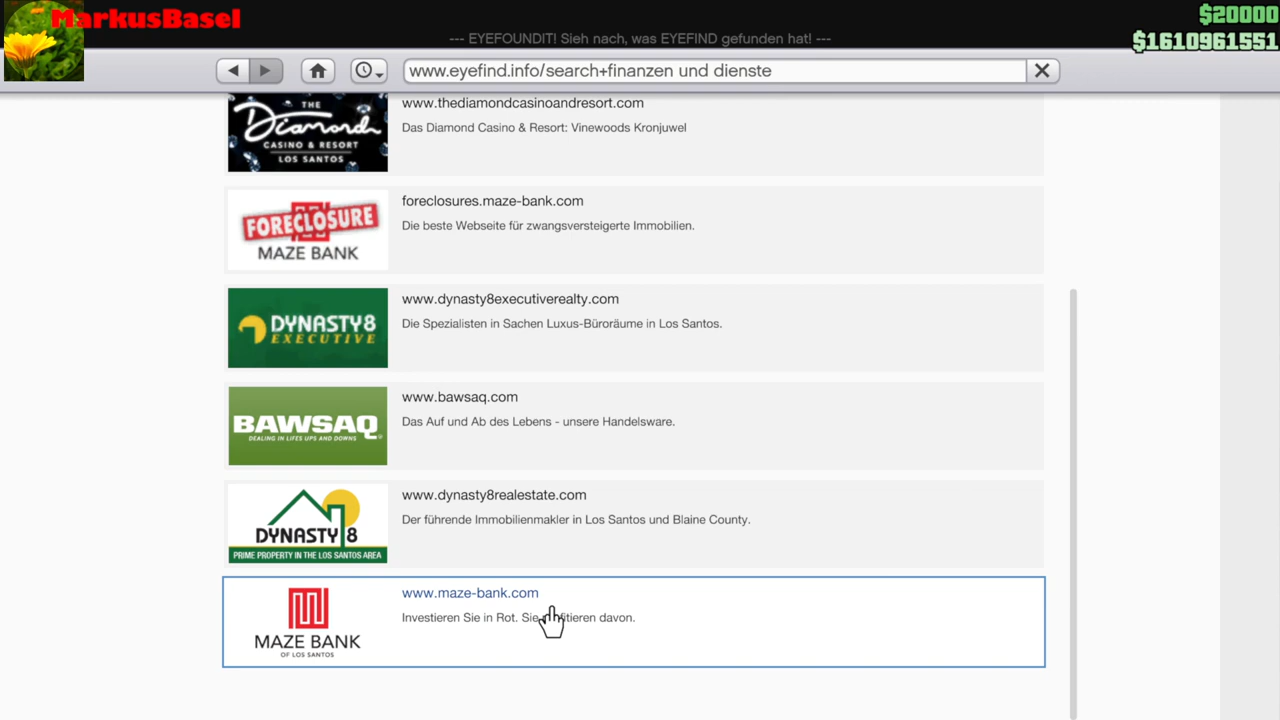 MarkusBasel
$20000
--- EYEFOUNDIT! Sieh nach, was EYEFIND gefunden hat! ---
$1610961551
www.eyefind.info/search+finanzen und dienste
THE
Diamond
CASINO & RESORT
LOS SANTOS
www.thediamondcasinoandresort.com
Das Diamond Casino & Resort: Vinewoods Kronjuwel
FORECLOSURE
MAZE BANK
foreclosures.maze-bank.com
Die beste Webseite für zwangsversteigerte Immobilien.
DYNASTY8
EXECUTIVE
www.dynasty8executiverealty.com
Die Spezialisten in Sachen Luxus-Büroräume in Los Santos.
BAWSAQ
DEALING IN LIFES UPS AND DOWNS
www.bawsaq.com
Das Auf und Ab des Lebens - unsere Handelsware.
DYNASTY 8
PRIME PROPERTY IN THE LOS SANTOS AREA
www.dynasty8realestate.com
Der führende Immobilienmakler in Los Santos und Blaine County.
MAZE BANK
OF LOS SANTOS
www.maze-bank.com
Investieren Sie in Rot. Sie davon.